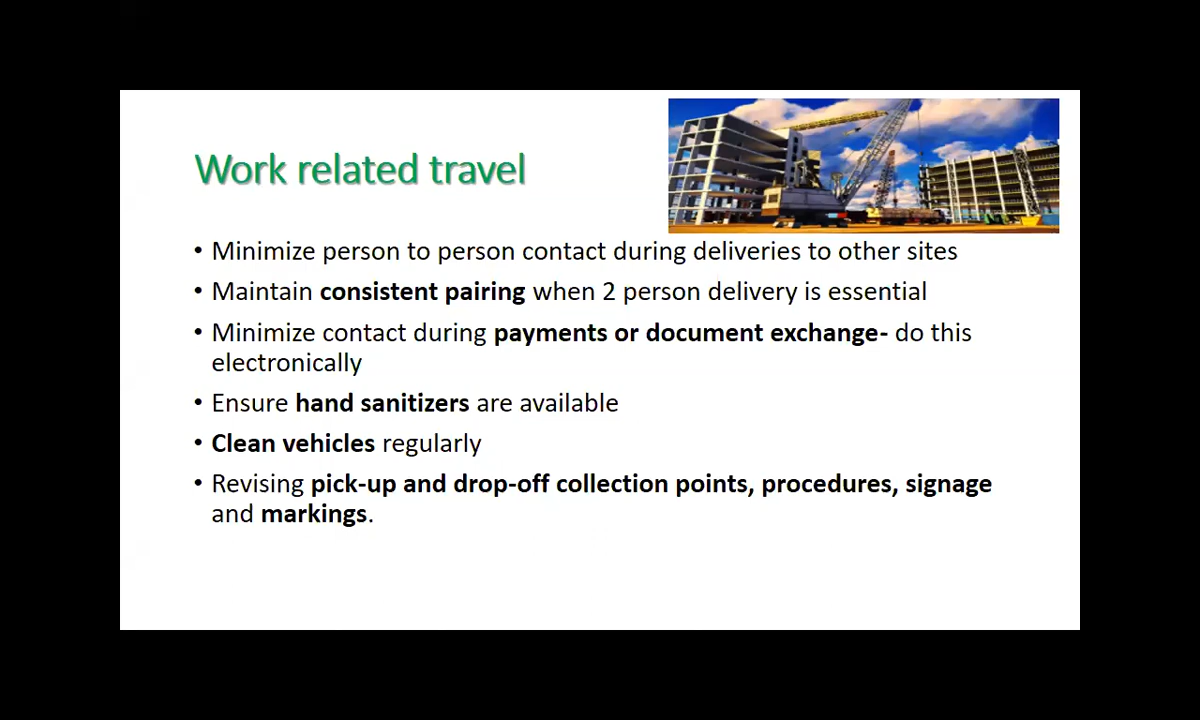 Work related travel
• Minimize person to person contact during deliveries to other sites
• Maintain consistent pairing when 2 person delivery is essential
• Minimize contact during payments or document exchange- do this
electronically
• Ensure hand sanitizers are available
• Clean vehicles regularly
• Revising pick-up and drop-off collection points, procedures, signage
and markings.